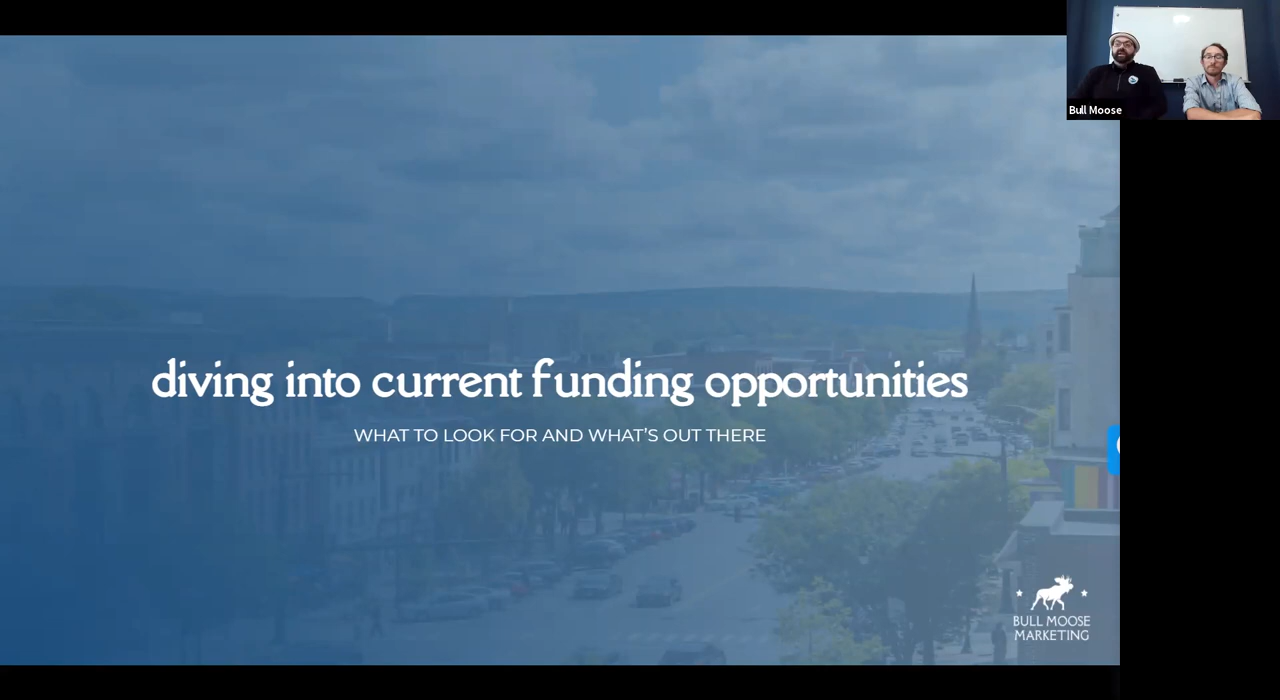 Bull Moose
diving into current funding opportunities
WHAT TO LOOK FOR AND WHAT'S OUT THERE
BULL MOOSE
MARKETING